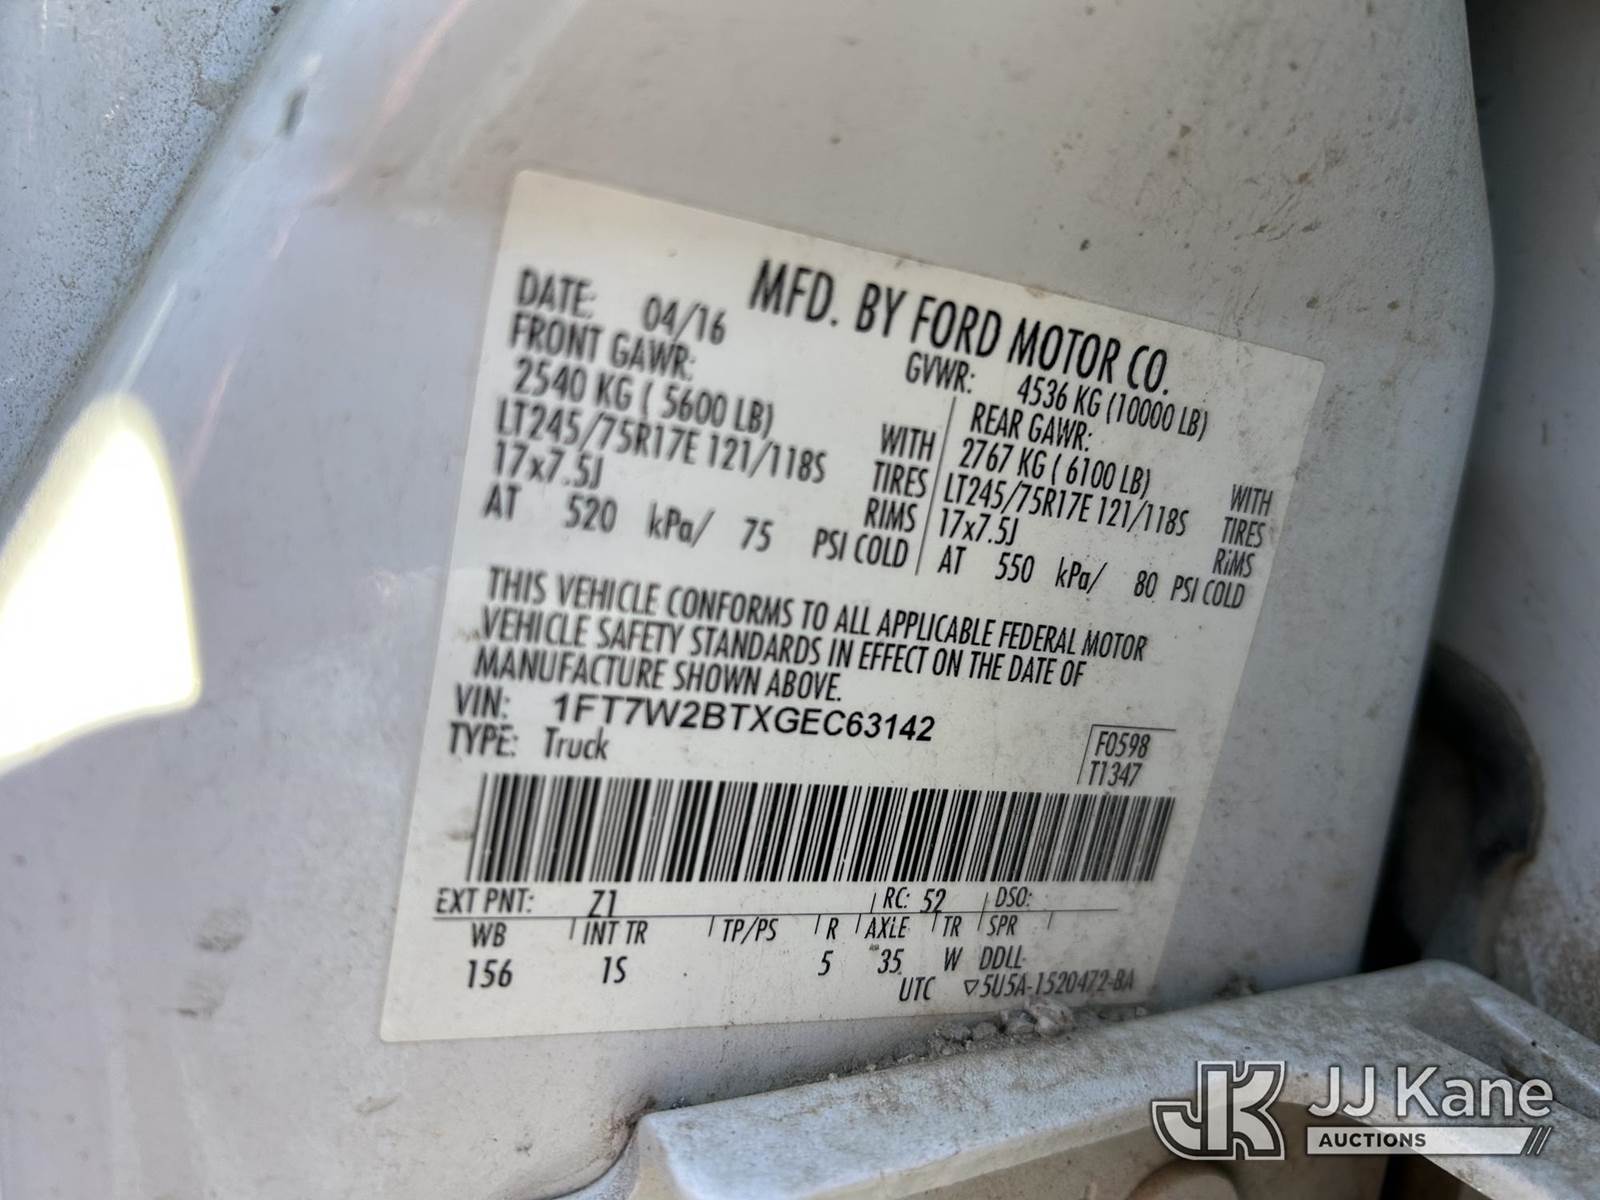 MFD. BY FORD MOTOR CO.
DATE: 04/16 GVWR: 4536 KG (10000 LB)
FRONT GAWR: REAR GAWR:
2540 KG ( 5600 LB) WITH 2767 KG ( 6100 LB) WITH
LT245/75R17E 121/118S TIRES LT245/75R17E 121/118S TIRES
17x7.5J RIMS 17x7.5J RIMS
AT 520 kPa/ 75 PSI COLD AT 550 kPa/ 80 PSI COLD
THIS VEHICLE CONFORMS TO ALL APPLICABLE FEDERAL MOTOR
VEHICLE SAFETY STANDARDS IN EFFECT ON THE DATE OF
MANUFACTURE SHOWN ABOVE.
VIN: 1FT7W2BTXGEC63142
TYPE: Truck
F0598
T1347
EXT PNT: Z1 RC: 52 DSO:
WB INT TR TP/PS R AXLE TR SPR
156 1S 5 35 W DDLL
UTC ▽5U5A-1520472-BA
JK JJ Kane
AUCTIONS